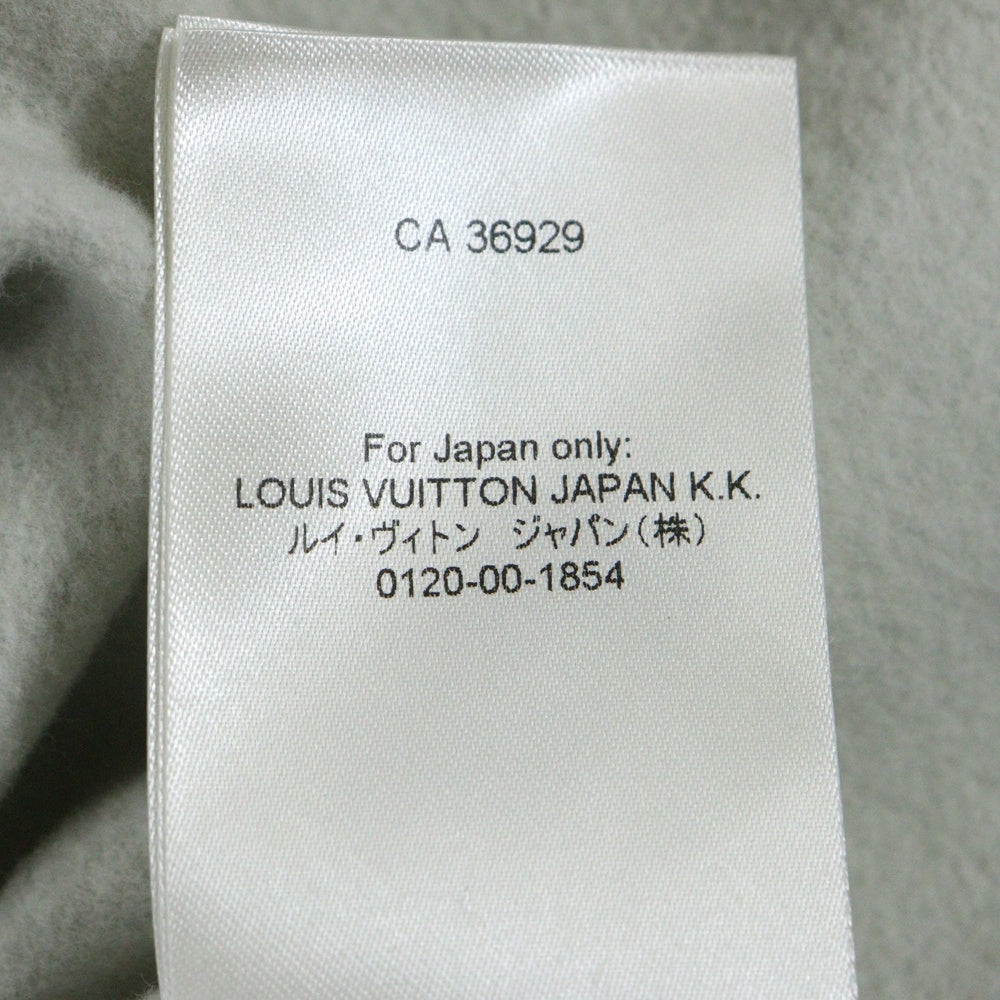 CA 36929
For Japan only:
LOUIS VUITTON JAPAN K.K.
ルイ・ヴィトン　ジャパン(株)
0120-00-1854